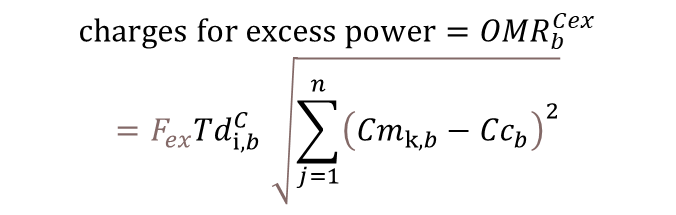 charges for excess power = OMR_b^{Cex}
= F_{ex}Td_{i,b}^{C} \sqrt{\sum_{j=1}^{n} (Cm_{k,b} − Cc_b)^2}